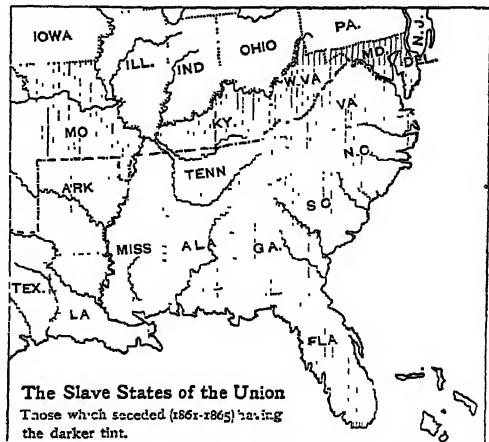 IOWA
ILL.
IND
OHIO
PA.
N.J.
MD.
DEL.
W.VA
VA
MO
KY.
N.C.
TENN
ARK
S C
MISS
ALA
GA.
TEX.
LA
FLA
The Slave States of the Union
Those which seceded (1861-1865) having
the darker tint.